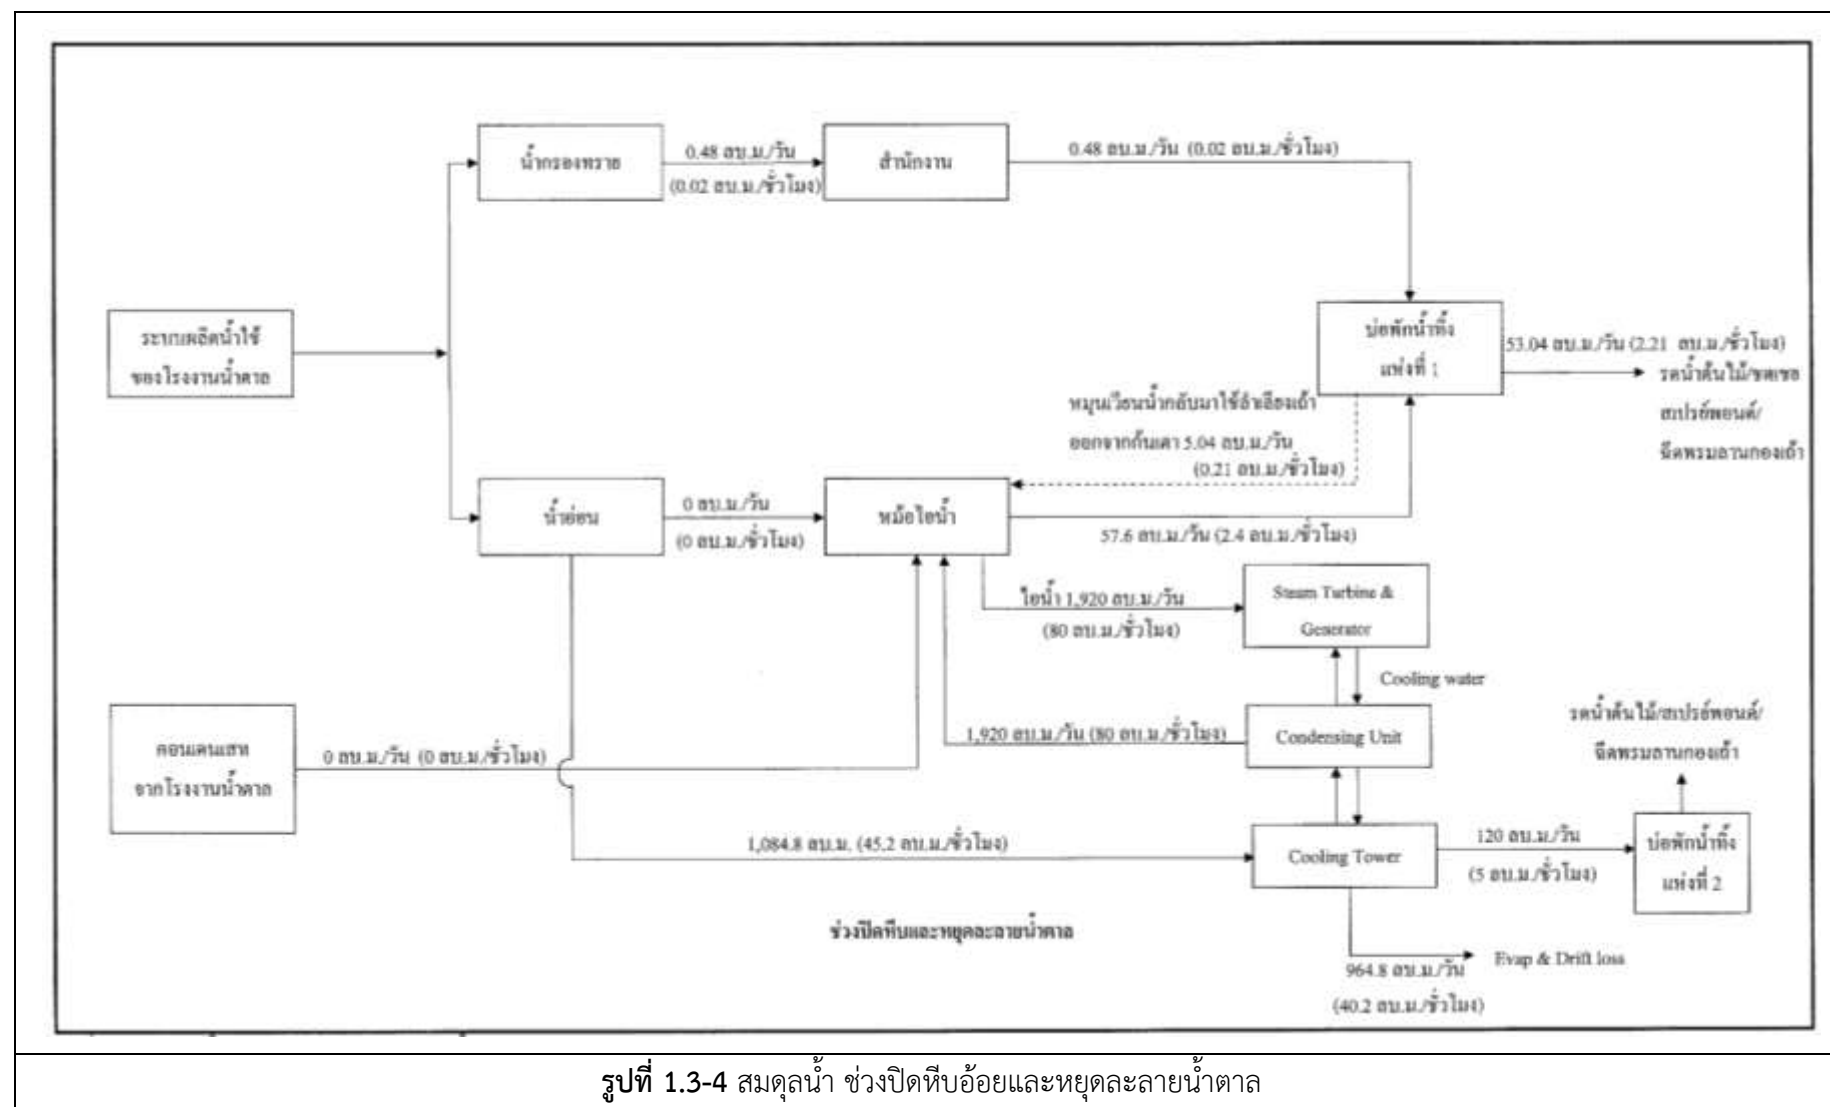 น้ำกรองทราย
0.48 ลบ.ม./วัน
(0.02 ลบ.ม./ชั่วโมง)
สำนักงาน
0.48 ลบ.ม./วัน (0.02 ลบ.ม./ชั่วโมง)
ระบบผลิตน้ำใช้
ของโรงงานน้ำตาล
บ่อพักน้ำทิ้ง
แห่งที่ 1
53.04 ลบ.ม./วัน (2.21 ลบ.ม./ชั่วโมง)
รดน้ำต้นไม้/ชดเชย
สเปรย์พอนด์/
ฉีดพรมลานกองเถ้า
หมุนเวียนน้ำกลับมาใช้ลำเลียงเถ้า
ออกจากก้นเตา 5.04 ลบ.ม./วัน
(0.21 ลบ.ม./ชั่วโมง)
น้ำอ่อน
0 ลบ.ม./วัน
(0 ลบ.ม./ชั่วโมง)
หม้อไอน้ำ
57.6 ลบ.ม./วัน (2.4 ลบ.ม./ชั่วโมง)
ไอน้ำ 1,920 ลบ.ม./วัน
(80 ลบ.ม./ชั่วโมง)
Steam Turbine &
Generator
Cooling water
คอนเดนเสท
จากโรงงานน้ำตาล
0 ลบ.ม./วัน (0 ลบ.ม./ชั่วโมง)
1,920 ลบ.ม./วัน (80 ลบ.ม./ชั่วโมง)
Condensing Unit
รดน้ำต้นไม้/สเปรย์พอนด์/
ฉีดพรมลานกองเถ้า
1,084.8 ลบ.ม. (45.2 ลบ.ม./ชั่วโมง)
Cooling Tower
120 ลบ.ม./วัน
(5 ลบ.ม./ชั่วโมง)
บ่อพักน้ำทิ้ง
แห่งที่ 2
ช่วงปิดหีบและหยุดละลายน้ำตาล
964.8 ลบ.ม./วัน
(40.2 ลบ.ม./ชั่วโมง)
Evap & Drift loss
รูปที่ 1.3-4 สมดุลน้ำ ช่วงปิดหีบอ้อยและหยุดละลายน้ำตาล